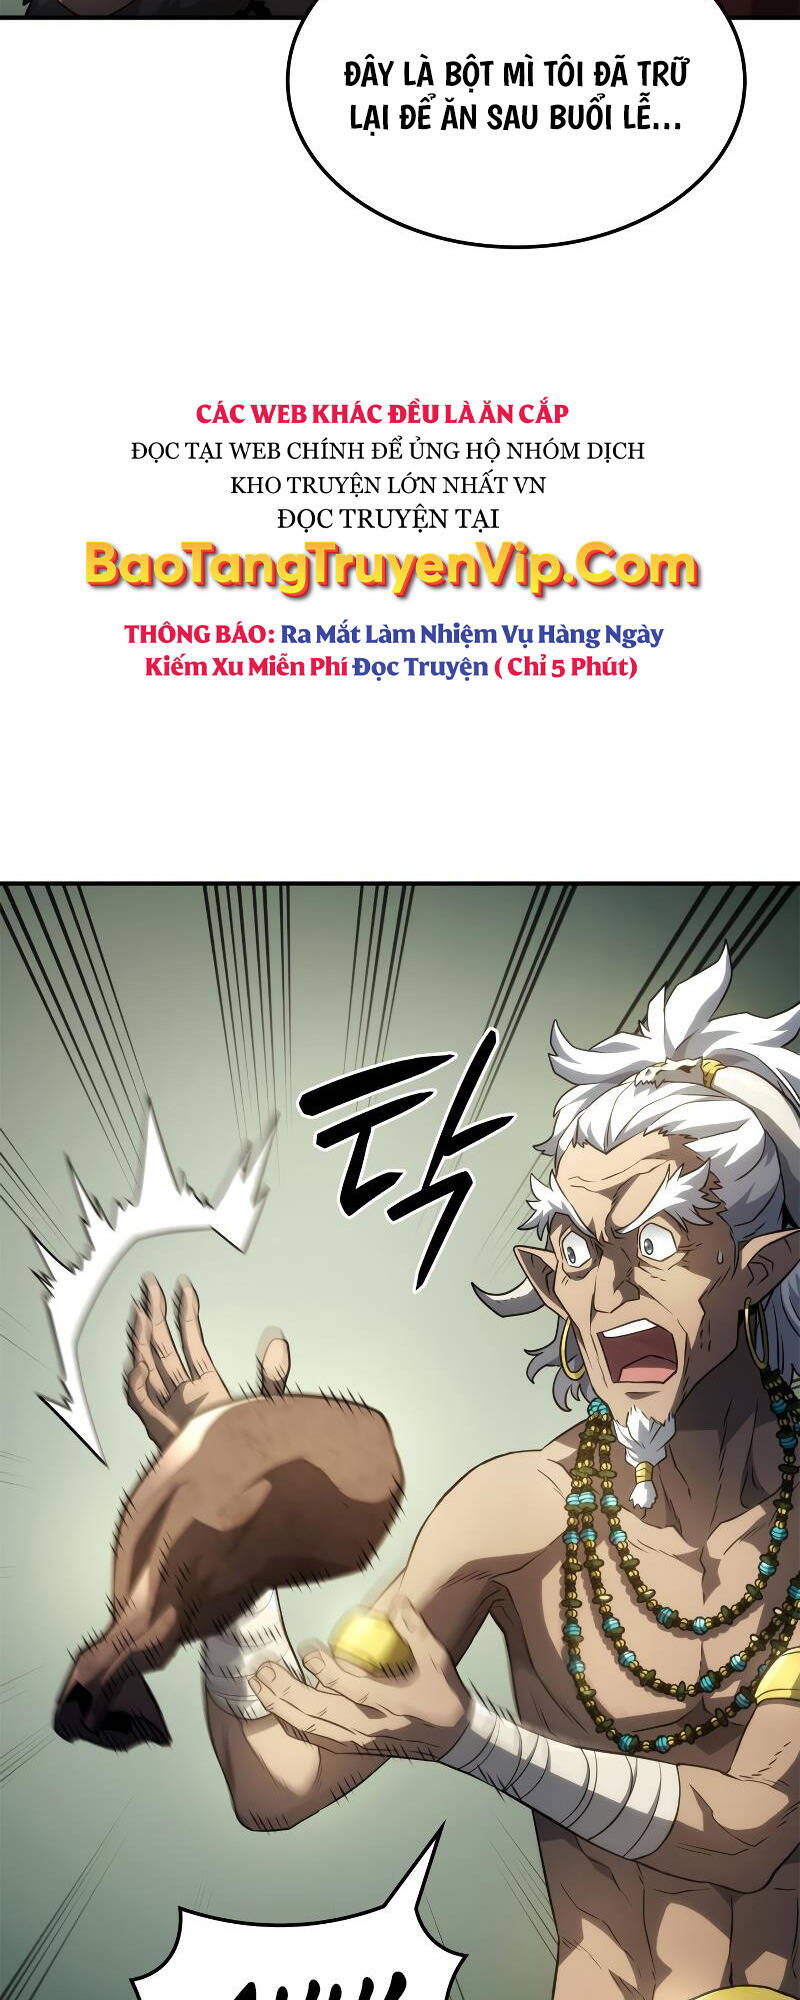 ĐÂY LÀ BỘT MÌ TÔI ĐÃ TRỮ
LẠI ĐỂ ĂN SAU BUỔI LỄ...
CÁC WEB KHÁC ĐỀU LÀ ĂN CẮP
ĐỌC TẠI WEB CHÍNH ĐỂ ỦNG HỘ NHÓM DỊCH
KHO TRUYỆN LỚN NHẤT VN
ĐỌC TRUYỆN TẠI
BaoTangTruyenVip.Com
THÔNG BÁO: Ra Mắt Làm Nhiệm Vụ Hàng Ngày
Kiếm Xu Miễn Phí Đọc Truyện ( Chỉ 5 Phút)
탁